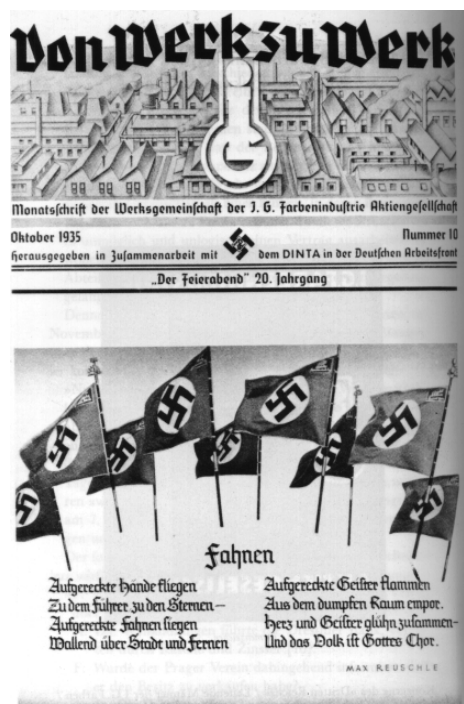 Von Werk zu Werk
IG
Monatsschrift der Werksgemeinschaft der J. G. Farbenindustrie Aktiengesellschaft
Oktober 1935
Nummer 10
Herausgegeben in Zusammenarbeit mit dem DINTA in der Deutschen Arbeitsfront
„Der Feierabend“ 20. Jahrgang
Fahnen
Aufgereckte Hände fliegen
Zu dem Führer zu den Sternen—
Aufgereckte Fahnen siegen
Wallend über Stadt und Fernen
Aufgereckte Geister flammen
Aus dem dumpfen Raum empor.
Herz und Geister glühn zusammen-
Und das Volk ist Gottes Chor.
MAX REUSCHLE